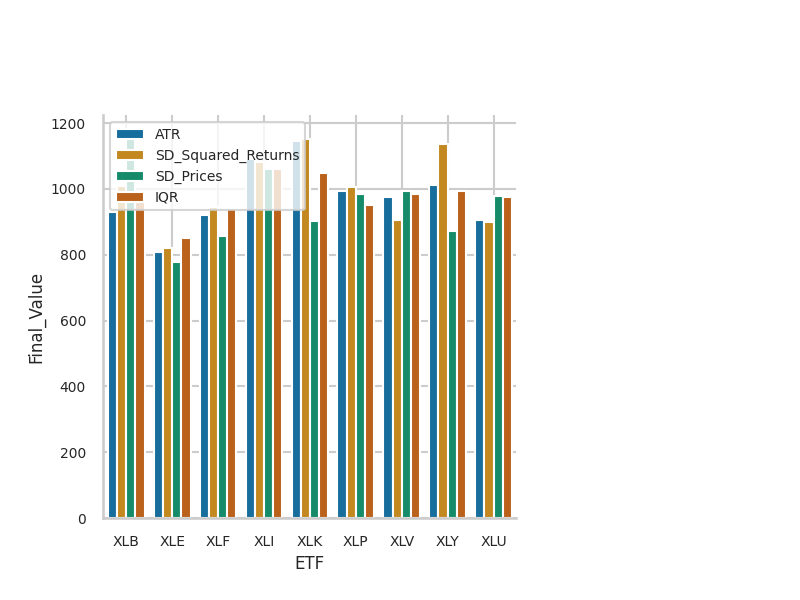 1200
1000
800
600
400
200
0
Final_Value
ATR
SD_Squared_Returns
SD_Prices
IQR
XLB XLE XLF XLI XLK XLP XLV XLY XLU
ETF